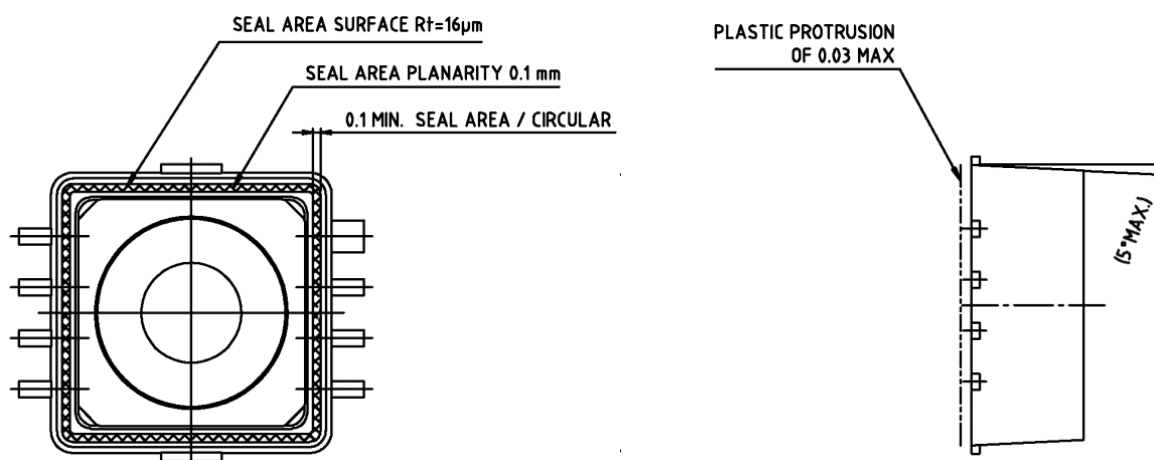 SEAL AREA SURFACE Rt=16µm
SEAL AREA PLANARITY 0.1 mm
0.1 MIN. SEAL AREA / CIRCULAR
PLASTIC PROTRUSION
OF 0.03 MAX
(5°MAX.)